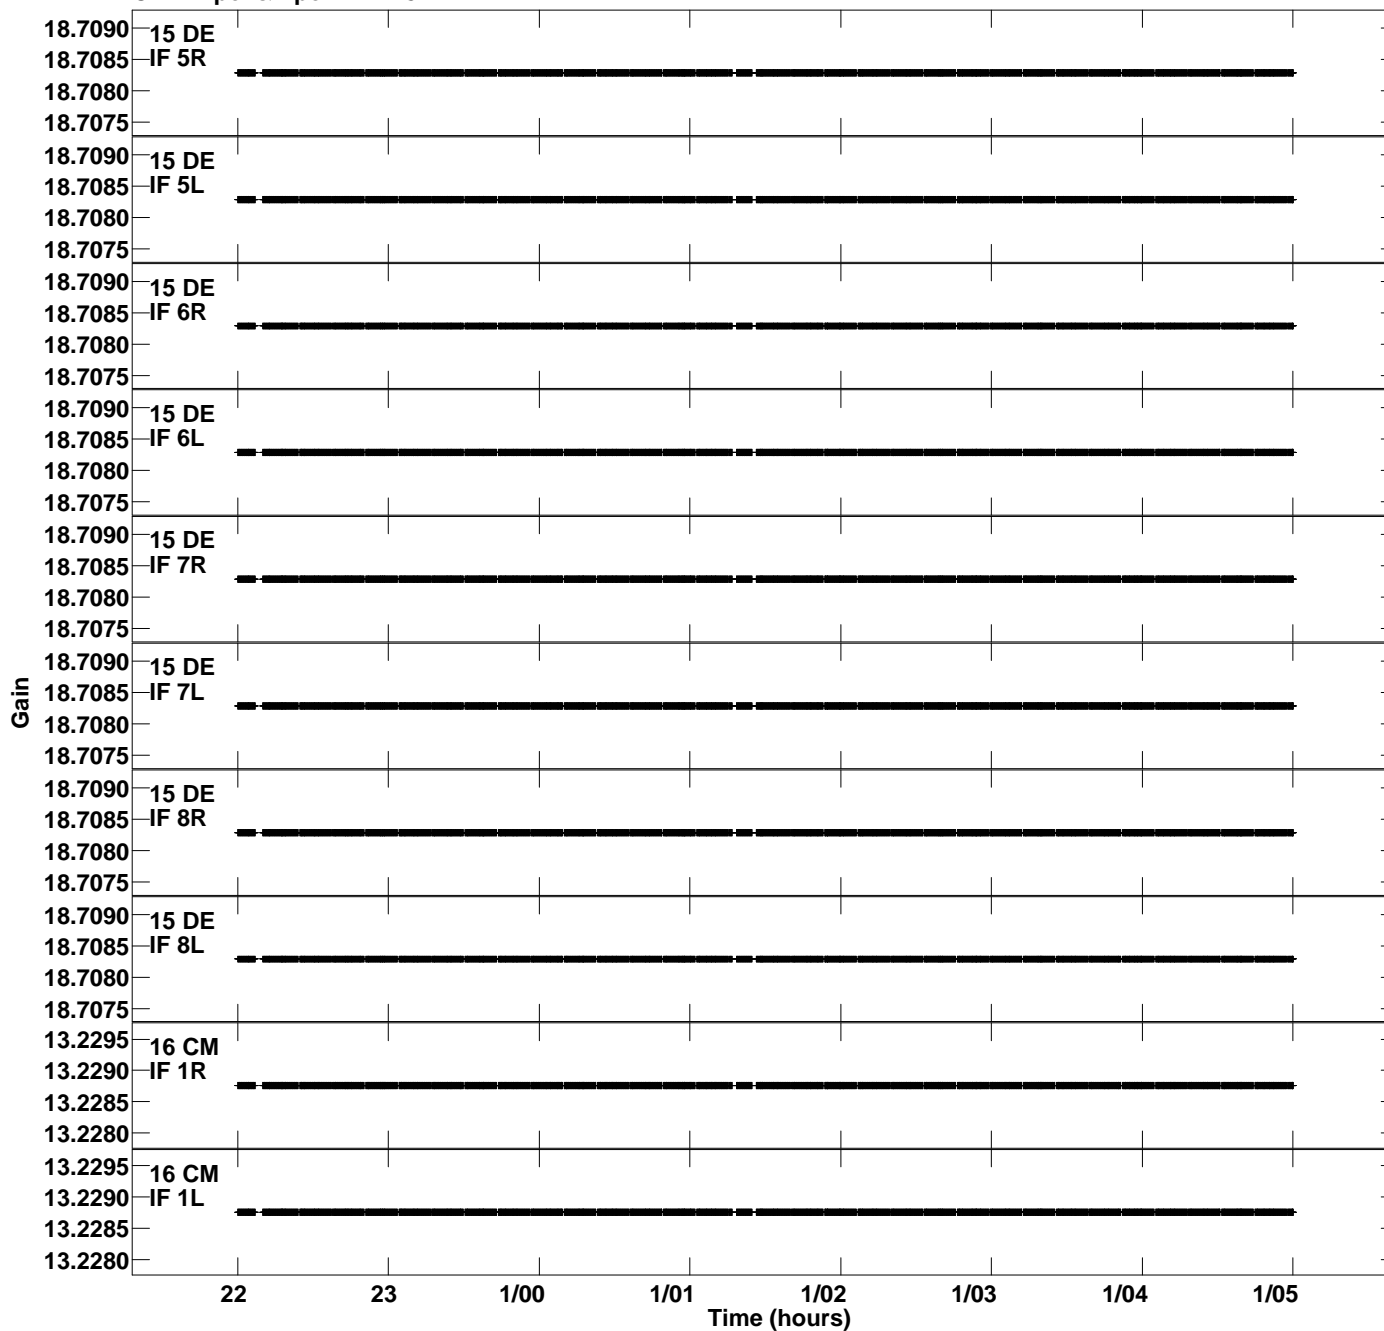 18.7090
18.7085
18.7080
18.7075
15 DE
IF 5R
18.7090
18.7085
18.7080
18.7075
15 DE
IF 5L
18.7090
18.7085
18.7080
18.7075
15 DE
IF 6R
18.7090
18.7085
18.7080
18.7075
15 DE
IF 6L
18.7090
18.7085
18.7080
18.7075
15 DE
IF 7R
18.7090
18.7085
18.7080
18.7075
15 DE
IF 7L
18.7090
18.7085
18.7080
18.7075
15 DE
IF 8R
18.7090
18.7085
18.7080
18.7075
15 DE
IF 8L
13.2295
13.2290
13.2285
13.2280
16 CM
IF 1R
13.2295
13.2290
13.2285
13.2280
16 CM
IF 1L
Gain
22 23 1/00 1/01 1/02 1/03 1/04 1/05
Time (hours)